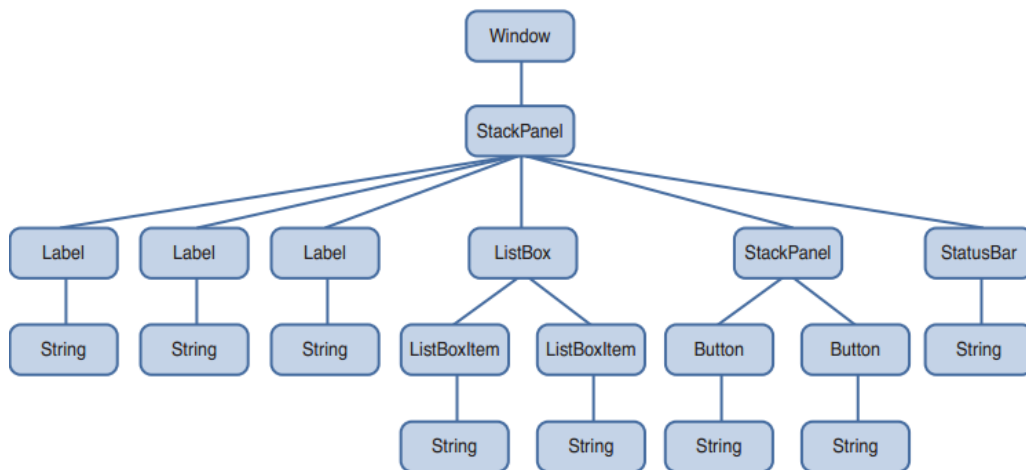 Window
StackPanel
Label
Label
Label
ListBox
StackPanel
StatusBar
String
String
String
ListBoxItem
ListBoxItem
Button
Button
String
String
String
String
String